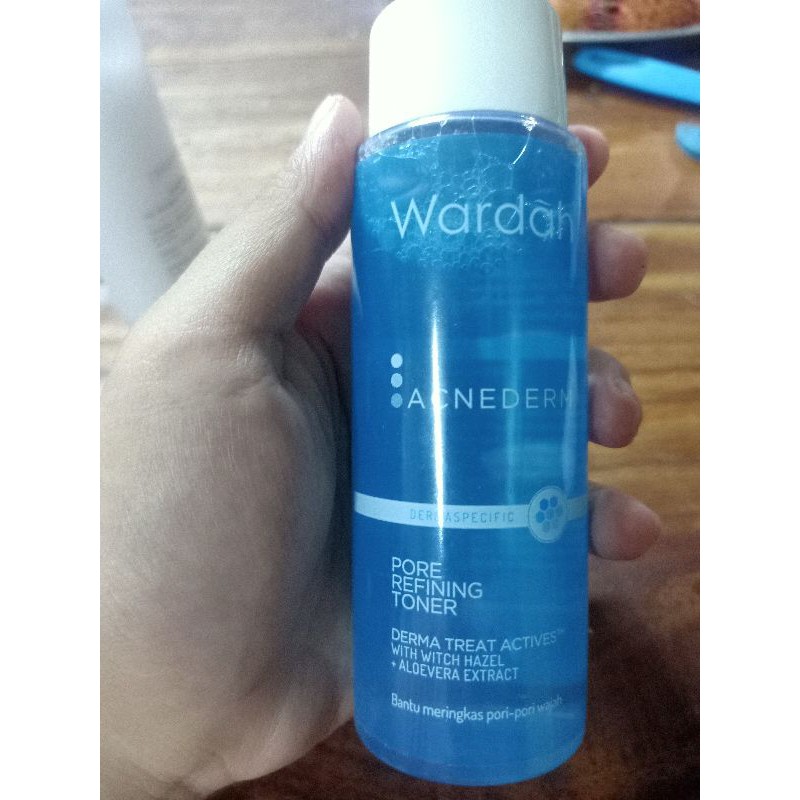 Wardah
ACNEDERM
DERMASPECIFIC
PORE
REFINING
TONER
DERMA TREAT ACTIVES™
WITH WITCH HAZEL
+ ALOEVERA EXTRACT
Bantu meringkas pori-pori wajah